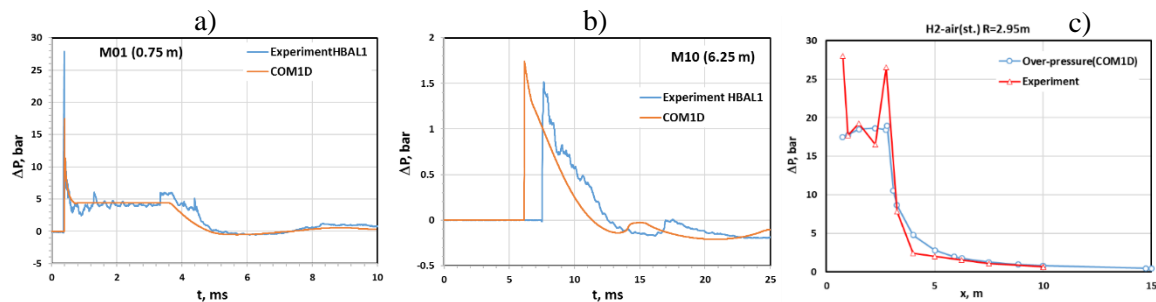 a)
M01 (0.75 m)
ExperimentHBAL1
COM1D
ΔP, bar
30
25
20
15
10
5
0
-5
0 2 4 6 8 10
t, ms
b)
M10 (6.25 m)
Experiment HBAL1
COM1D
ΔP, bar
2
1.5
1
0.5
0
-0.5
0 5 10 15 20 25
t, ms
H2-air(st.) R=2.95m c)
Over-pressure(COM1D)
Experiment
ΔP, bar
30
25
20
15
10
5
0
0 5 10 15
x, m